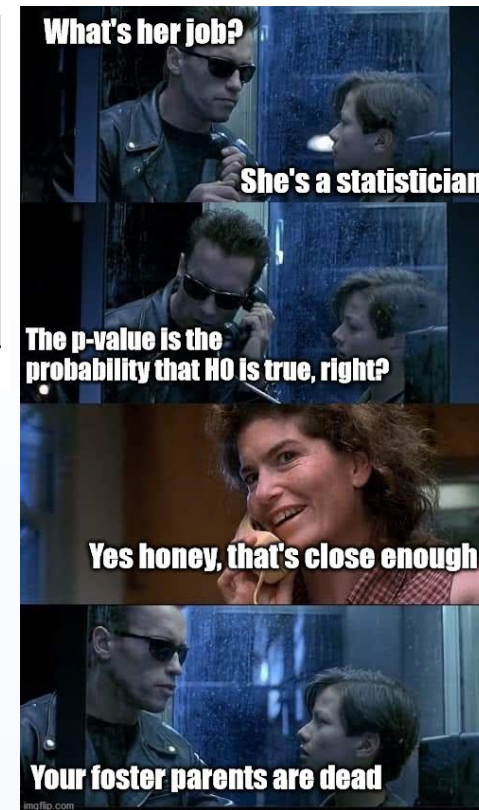 What's her job?
She's a statistician
The p-value is the
probability that H0 is true, right?
Yes honey, that's close enough
Your foster parents are dead
imgflip.com